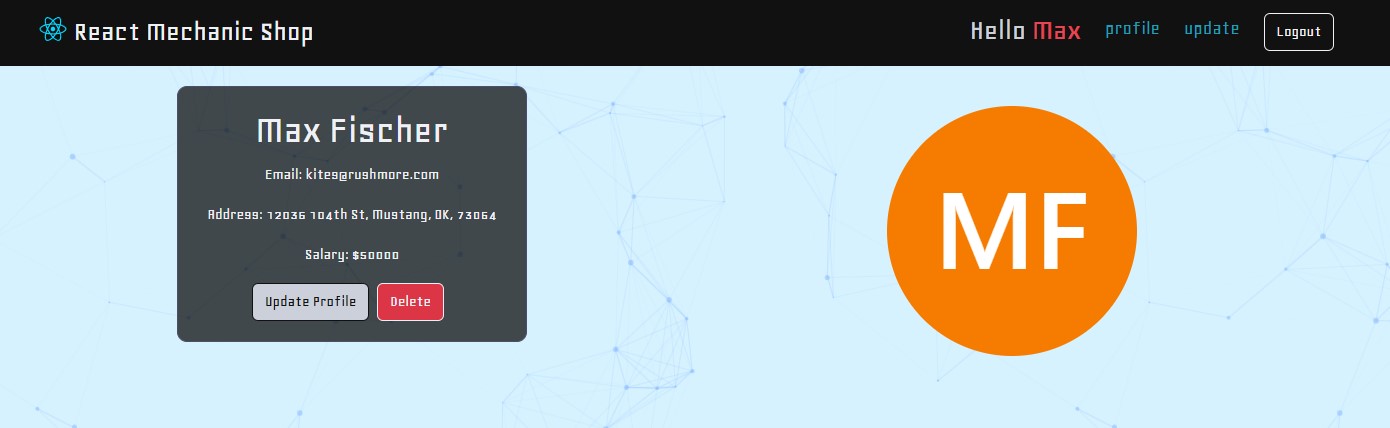 React Mechanic Shop
Hello Max
profile
update
Logout
Max Fischer
Email: kites@rushmore.com
Address: 12036 104th St, Mustang, OK, 73064
Salary: $50000
Update Profile
Delete
MF